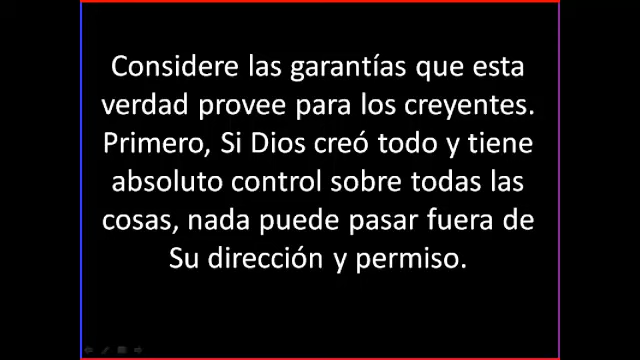 Considere las garantías que esta
verdad provee para los creyentes.
Primero, Si Dios creó todo y tiene
absoluto control sobre todas las
cosas, nada puede pasar fuera de
Su dirección y permiso.